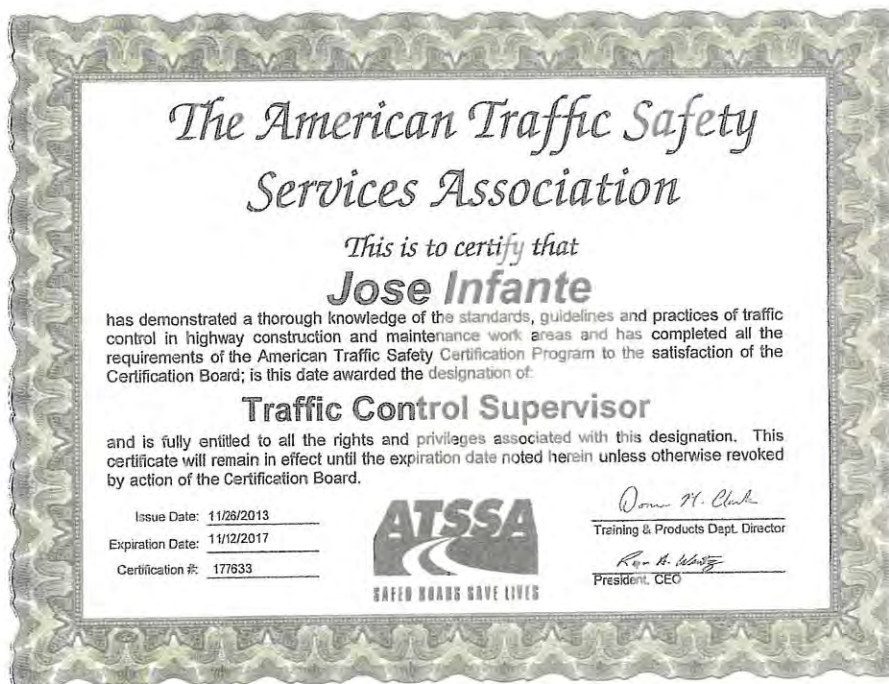 The American Traffic Safety
Services Association
This is to certify that
Jose Infante
has demonstrated a thorough knowledge of the standards, guidelines and practices of traffic
control in highway construction and maintenance work areas and has completed all the
requirements of the American Traffic Safety Certification Program to the satisfaction of the
Certification Board; is this date awarded the designation of:
Traffic Control Supervisor
and is fully entitled to all the rights and privileges associated with this designation. This
certificate will remain in effect until the expiration date noted herein unless otherwise revoked
by action of the Certification Board.
Issue Date: 11/26/2013
Expiration Date: 11/12/2017
Certification #: 177633
ATSSA
SAFER ROADS SAVE LIVES
Donna M. Clark
Training & Products Dept. Director
President, CEO